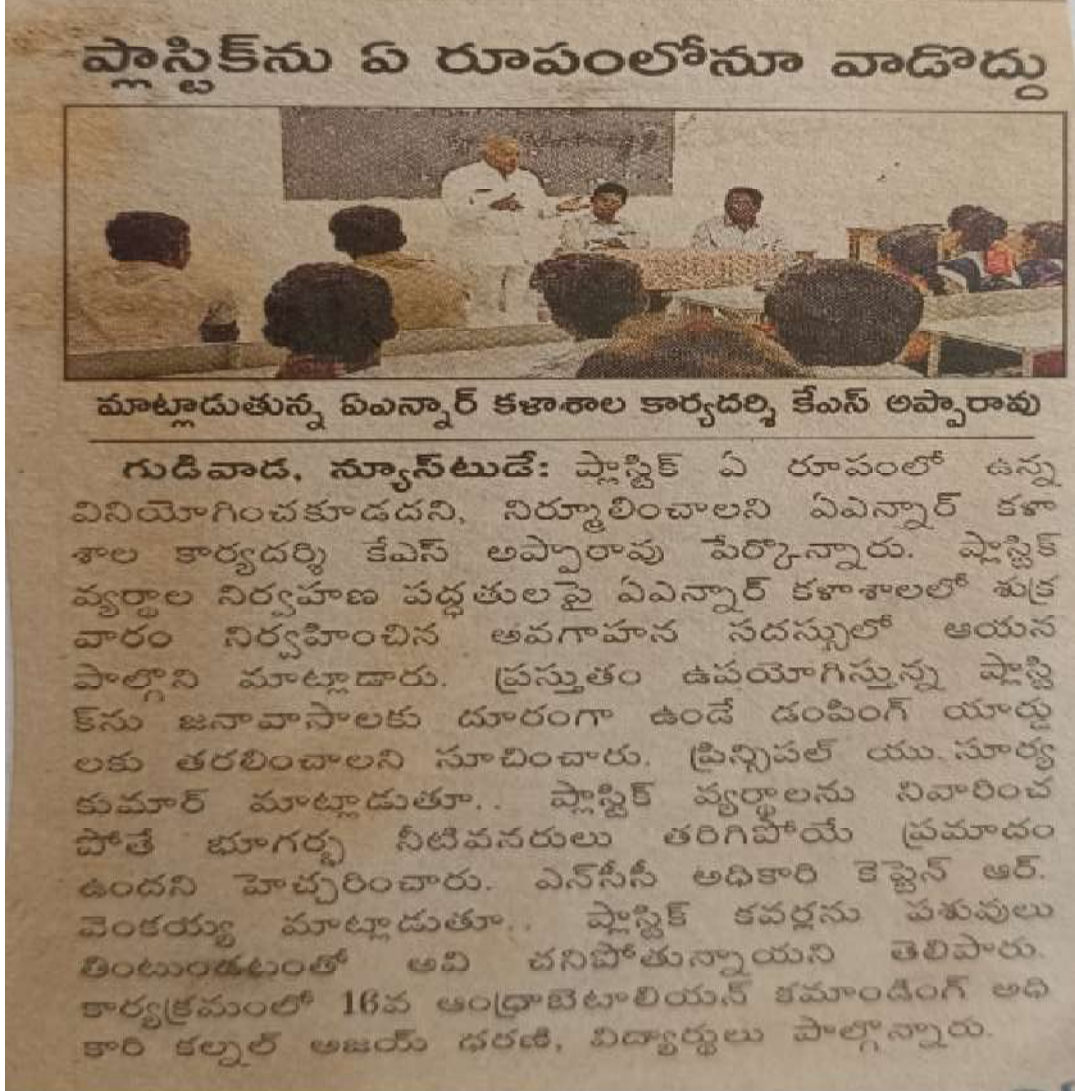 ప్లాస్టిక్‌ను ఏ రూపంలోనూ వాడొద్దు
మాట్లాడుతున్న ఏఎన్నార్ కళాశాల కార్యదర్శి కేఎస్ అప్పారావు
గుడివాడ, న్యూస్‌టుడే: ప్లాస్టిక్ ఏ రూపంలో ఉన్న
వినియోగించకూడదని, నిర్మూలించాలని ఏఎన్నార్ కళా
శాల కార్యదర్శి కేఎస్ అప్పారావు పేర్కొన్నారు. ప్లాస్టిక్
వ్యర్థాల నిర్వహణ పద్ధతులపై ఏఎన్నార్ కళాశాలలో శుక్ర
వారం నిర్వహించిన అవగాహన సదస్సులో ఆయన
పాల్గొని మాట్లాడారు. ప్రస్తుతం ఉపయోగిస్తున్న ప్లాస్టి
క్‌ను జనావాసాలకు దూరంగా ఉండే డంపింగ్ యార్డు
లకు తరలించాలని సూచించారు. ప్రిన్సిపల్ యు.సూర్య
కుమార్ మాట్లాడుతూ.. ప్లాస్టిక్ వ్యర్థాలను నివారించ
పోతే భూగర్భ నీటివనరులు తరిగిపోయే ప్రమాదం
ఉందని హెచ్చరించారు. ఎన్‌సీసీ అధికారి కెప్టెన్ ఆర్.
వెంకయ్య మాట్లాడుతూ.. ప్లాస్టిక్ కవర్లను పశువులు
తింటుండటంతో అవి చనిపోతున్నాయని తెలిపారు.
కార్యక్రమంలో 16వ ఆంధ్రాబెటాలియన్ కమాండింగ్ అధి
కారి కల్నల్ అజయ్ ధరణి, విద్యార్థులు పాల్గొన్నారు.